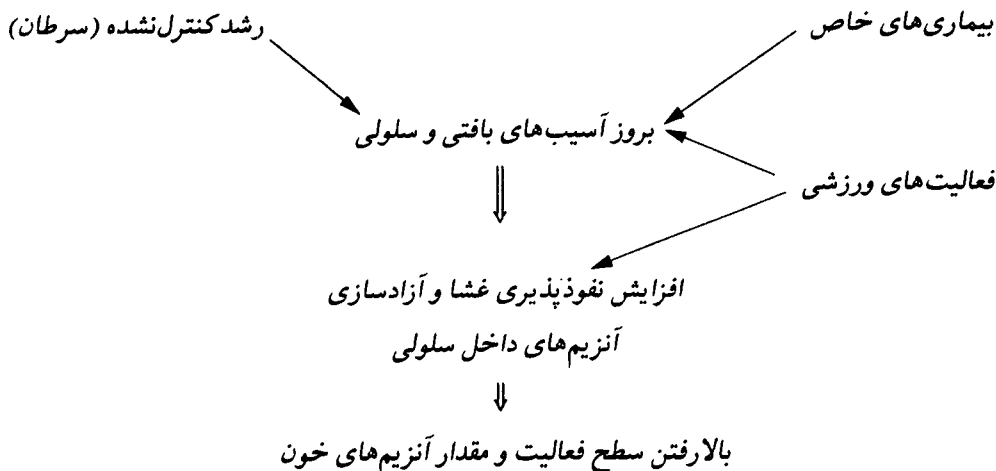 بیماری‌های خاص
رشد کنترل‌نشده (سرطان)
بروز آسیب‌های بافتی و سلولی
فعالیت‌های ورزشی
افزایش نفوذپذیری غشا و آزادسازی
آنزیم‌های داخل سلولی
بالارفتن سطح فعالیت و مقدار آنزیم‌های خون